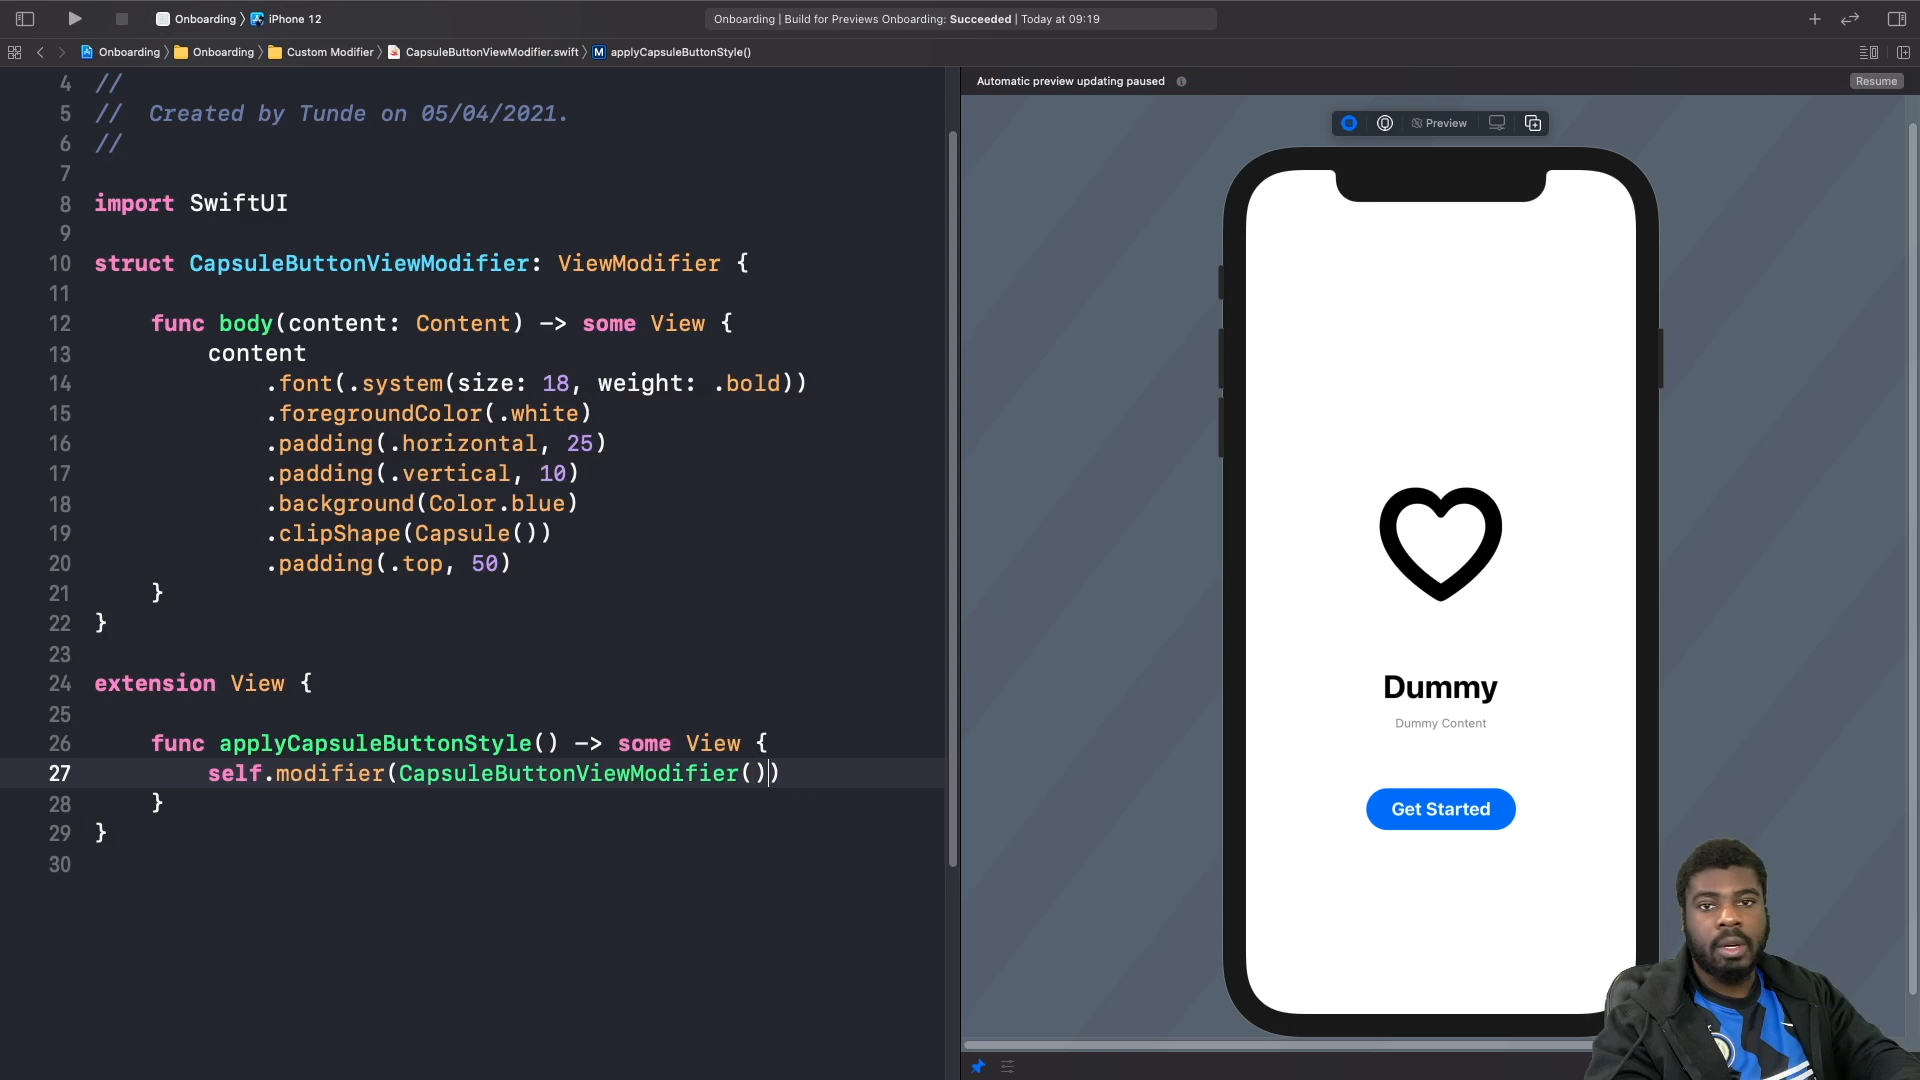 Onboarding 〉 iPhone 12
Onboarding | Build for Previews Onboarding: Succeeded | Today at 09:19
Onboarding 〉 Onboarding 〉 Custom Modifier 〉 CapsuleButtonViewModifier.swift 〉 M applyCapsuleButtonStyle()
4 //
5 //  Created by Tunde on 05/04/2021.
6 //
7
8 import SwiftUI
9
10 struct CapsuleButtonViewModifier: ViewModifier {
11
12     func body(content: Content) -> some View {
13         content
14             .font(.system(size: 18, weight: .bold))
15             .foregroundColor(.white)
16             .padding(.horizontal, 25)
17             .padding(.vertical, 10)
18             .background(Color.blue)
19             .clipShape(Capsule())
20             .padding(.top, 50)
21     }
22 }
23
24 extension View {
25
26     func applyCapsuleButtonStyle() -> some View {
27         self.modifier(CapsuleButtonViewModifier())
28     }
29 }
30
Automatic preview updating paused
Resume
Preview
Dummy
Dummy Content
Get Started